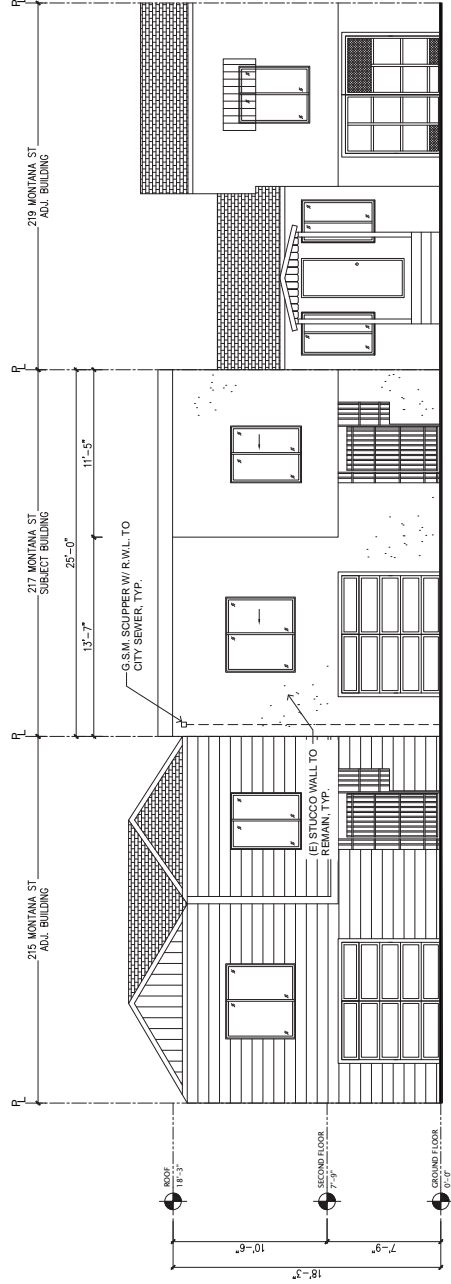 P
L
215 MONTANA ST
ADJ. BUILDING
P
L
217 MONTANA ST
SUBJECT BUILDING
P
L
219 MONTANA ST
ADJ. BUILDING
P
L
25'-0"
13'-7"
11'-5"
G.S.M. SCUPPER W/ R.W.L. TO
CITY SEWER, TYP.
(E) STUCCO WALL TO
REMAIN, TYP.
ROOF
18'-3"
SECOND FLOOR
7'-9"
GROUND FLOOR
0'-0"
10'-6"
7'-9"
18'-3"